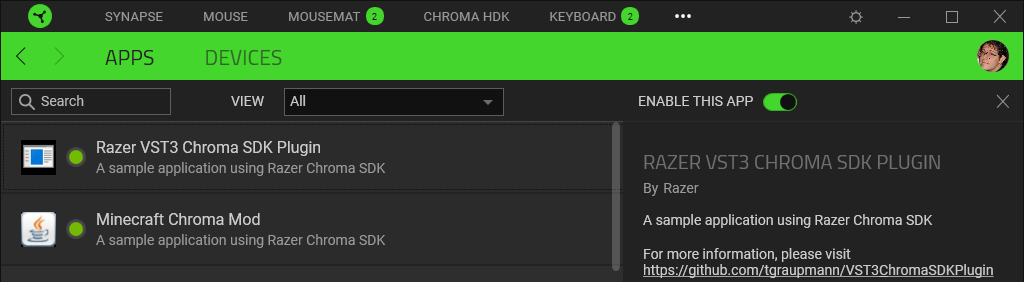 SYNAPSE MOUSE MOUSEMAT 2 CHROMA HDK KEYBOARD 2 •••
APPS DEVICES
Search VIEW All ENABLE THIS APP
Razer VST3 Chroma SDK Plugin
A sample application using Razer Chroma SDK
Minecraft Chroma Mod
A sample application using Razer Chroma SDK
RAZER VST3 CHROMA SDK PLUGIN
By Razer
A sample application using Razer Chroma SDK
For more information, please visit
https://github.com/tgraupmann/VST3ChromaSDKPlugin